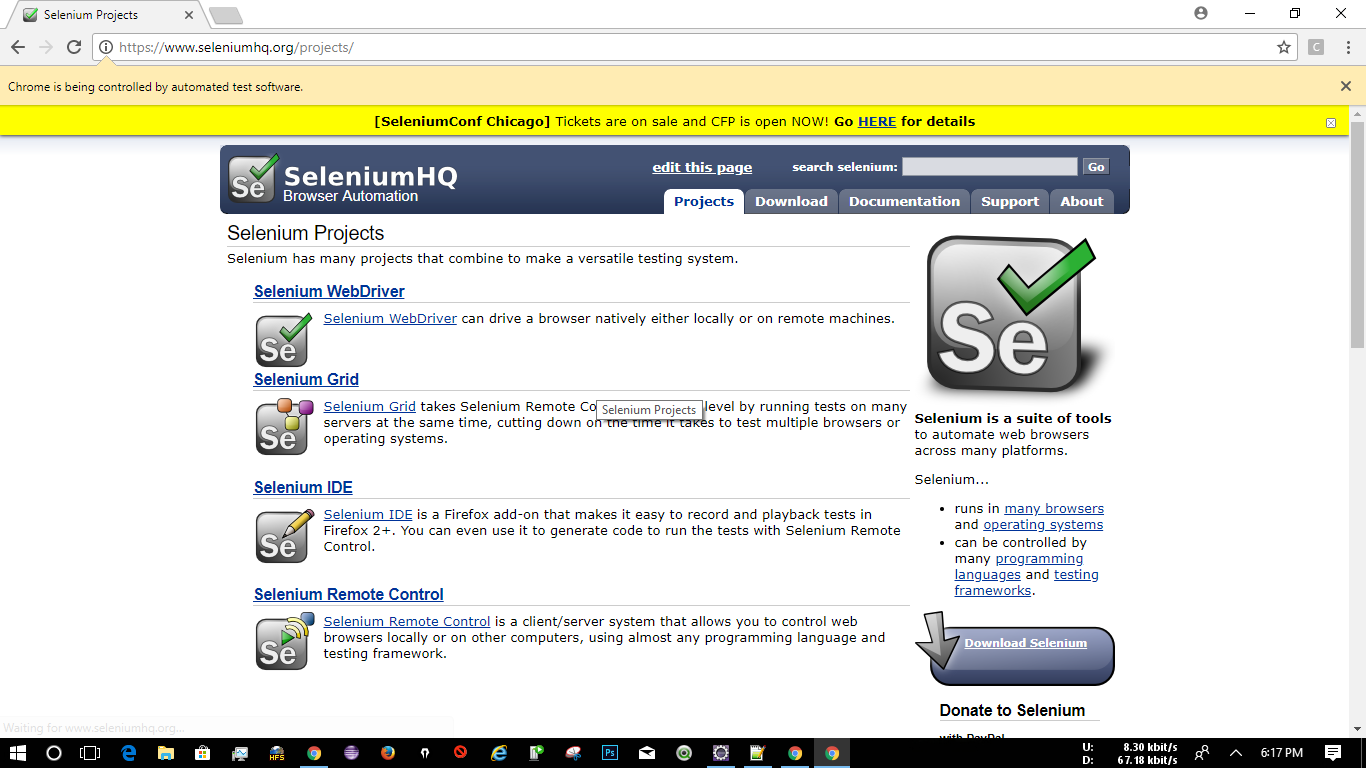 Selenium Projects
https://www.seleniumhq.org/projects/
C
Chrome is being controlled by automated test software.
[SeleniumConf Chicago] Tickets are on sale and CFP is open NOW! Go HERE for details
Se
SeleniumHQ
Browser Automation
edit this page
search selenium:
Go
Projects
Download
Documentation
Support
About
Selenium Projects
Selenium has many projects that combine to make a versatile testing system.
Selenium WebDriver
Se
Selenium WebDriver can drive a browser natively either locally or on remote machines.
Selenium Grid
Se
Selenium Grid takes Selenium Remote level by running tests on many
servers at the same time, cutting down on the time it takes to test multiple browsers or
operating systems.
Selenium Projects
Selenium IDE
Se
Selenium IDE is a Firefox add-on that makes it easy to record and playback tests in
Firefox 2+. You can even use it to generate code to run the tests with Selenium Remote
Control.
Selenium Remote Control
Se
Selenium Remote Control is a client/server system that allows you to control web
browsers locally or on other computers, using almost any programming language and
testing framework.
Se
Selenium is a suite of tools
to automate web browsers
across many platforms.
Selenium...
runs in many browsers
and operating systems
can be controlled by
many programming
languages and testing
frameworks.
Download Selenium
Donate to Selenium
with PayPal
Waiting for www.seleniumhq.org...
HFS
Ps
U: 8.30 kbit/s
D: 67.18 kbit/s
6:17 PM